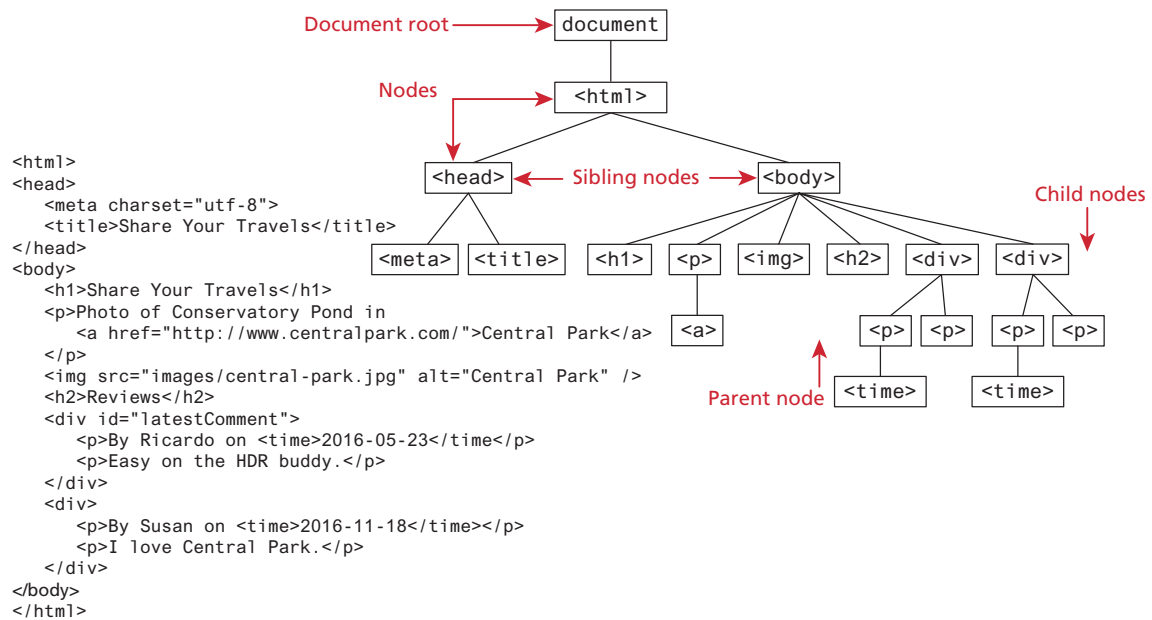 Document root
document
Nodes
<html>
<head>
Sibling nodes
<body>
Child nodes
<meta>
<title>
<h1>
<p>
<img>
<h2>
<div>
<div>
<a>
<p>
<p>
<p>
<p>
Parent node
<time>
<time>
<html>
<head>
<meta charset="utf-8">
<title>Share Your Travels</title>
</head>
<body>
<h1>Share Your Travels</h1>
<p>Photo of Conservatory Pond in
<a href="http://www.centralpark.com/">Central Park</a>
</p>
<img src="images/central-park.jpg" alt="Central Park" />
<h2>Reviews</h2>
<div id="latestComment">
<p>By Ricardo on <time>2016-05-23</time</p>
<p>Easy on the HDR buddy.</p>
</div>
<div>
<p>By Susan on <time>2016-11-18</time></p>
<p>I love Central Park.</p>
</div>
</body>
</html>